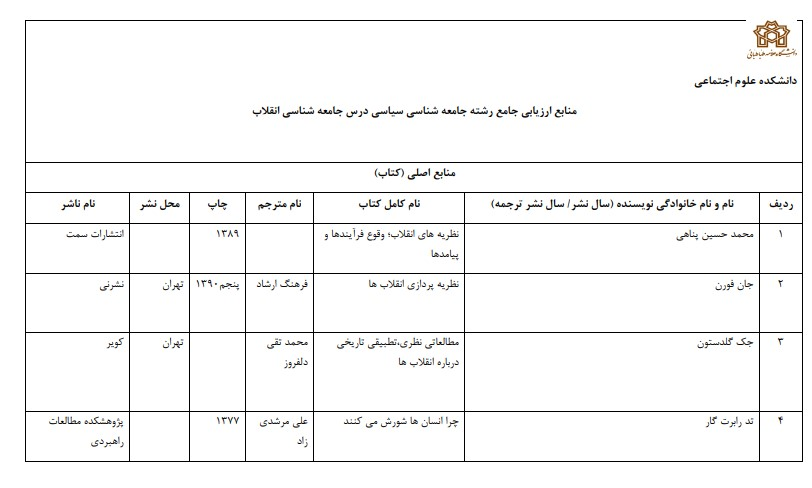 دانشگاه علامه طباطبائی
دانشکده علوم اجتماعی
منابع ارزیابی جامع رشته جامعه شناسی سیاسی درس جامعه شناسی انقلاب
منابع اصلی (کتاب)
ردیف نام و نام خانوادگی نویسنده (سال نشر/ سال نشر ترجمه) نام کامل کتاب نام مترجم چاپ محل نشر نام ناشر
۱ محمد حسین پناهی نظریه های انقلاب؛ وقوع فرآیندها و ۱۳۸۹ انتشارات سمت
پیامدها
۲ جان فورن نظریه پردازی انقلاب ها فرهنگ ارشاد پنجم۱۳۹۰ تهران نشرنی
۳ جک گلدستون مطالعاتی نظری،تطبیقی تاریخی محمد تقی تهران کویر
درباره انقلاب ها دلفروز
۴ تد رابرت گار چرا انسان ها شورش می کنند علی مرشدی ۱۳۷۷ پژوهشکده مطالعات
زاد راهبردی